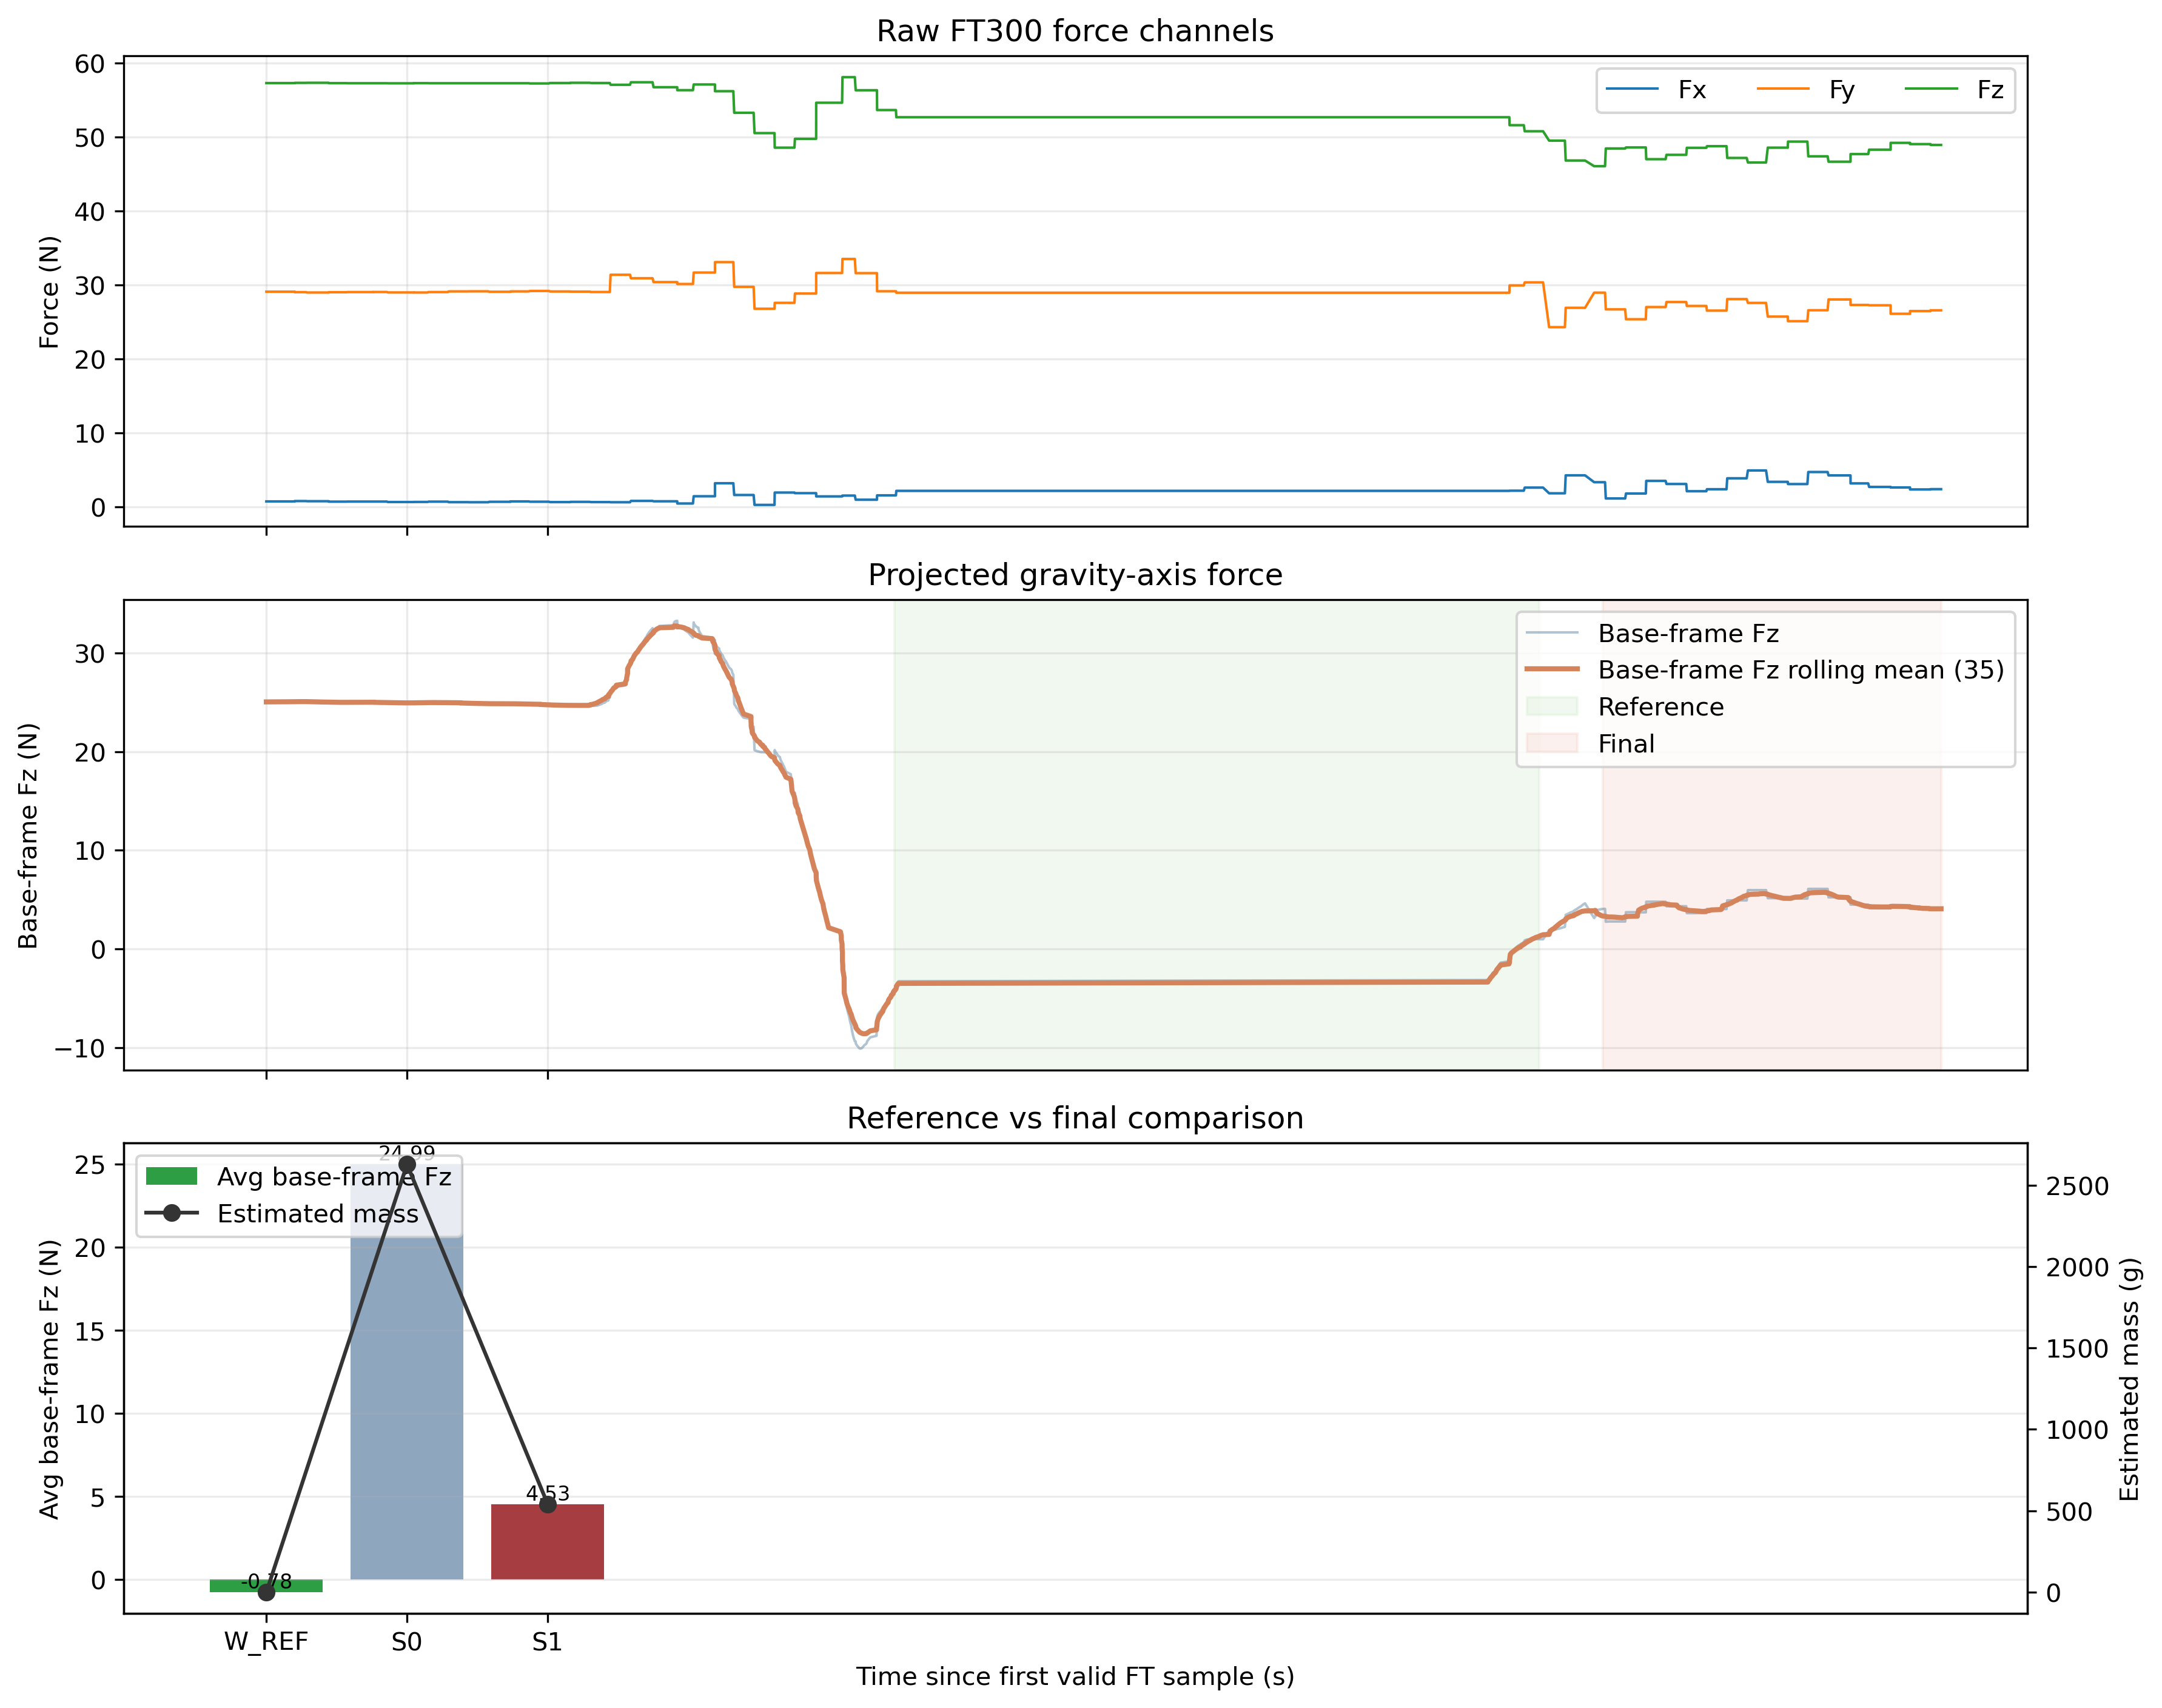 Raw FT300 force channels
60
50
40
30
20
10
0
Force (N)
Fx Fy Fz
Projected gravity-axis force
30
20
10
0
−10
Base-frame Fz (N)
Base-frame Fz
Base-frame Fz rolling mean (35)
Reference
Final
Reference vs final comparison
25
20
15
10
5
0
Avg base-frame Fz (N)
Avg base-frame Fz
Estimated mass
24.99
-0.78
4.53
2500
2000
1500
1000
500
0
Estimated mass (g)
W_REF S0 S1
Time since first valid FT sample (s)